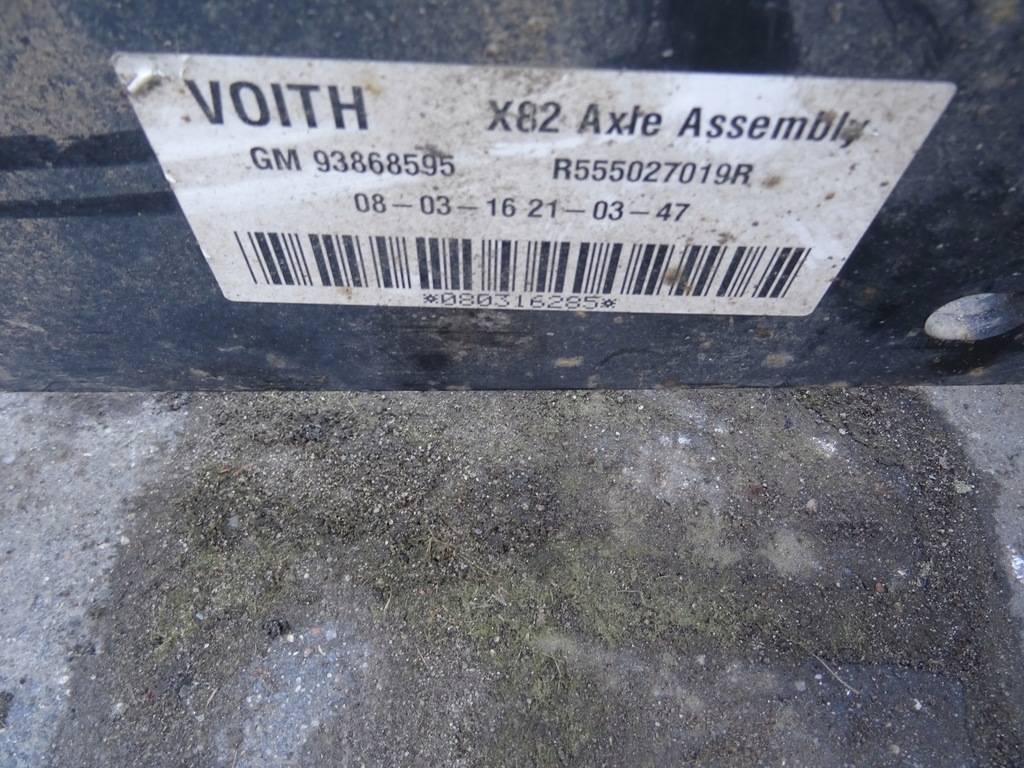 VOITH X82 Axle Assembly
GM 93868595 R555027019R
08-03-16 21-03-47
*080316285*